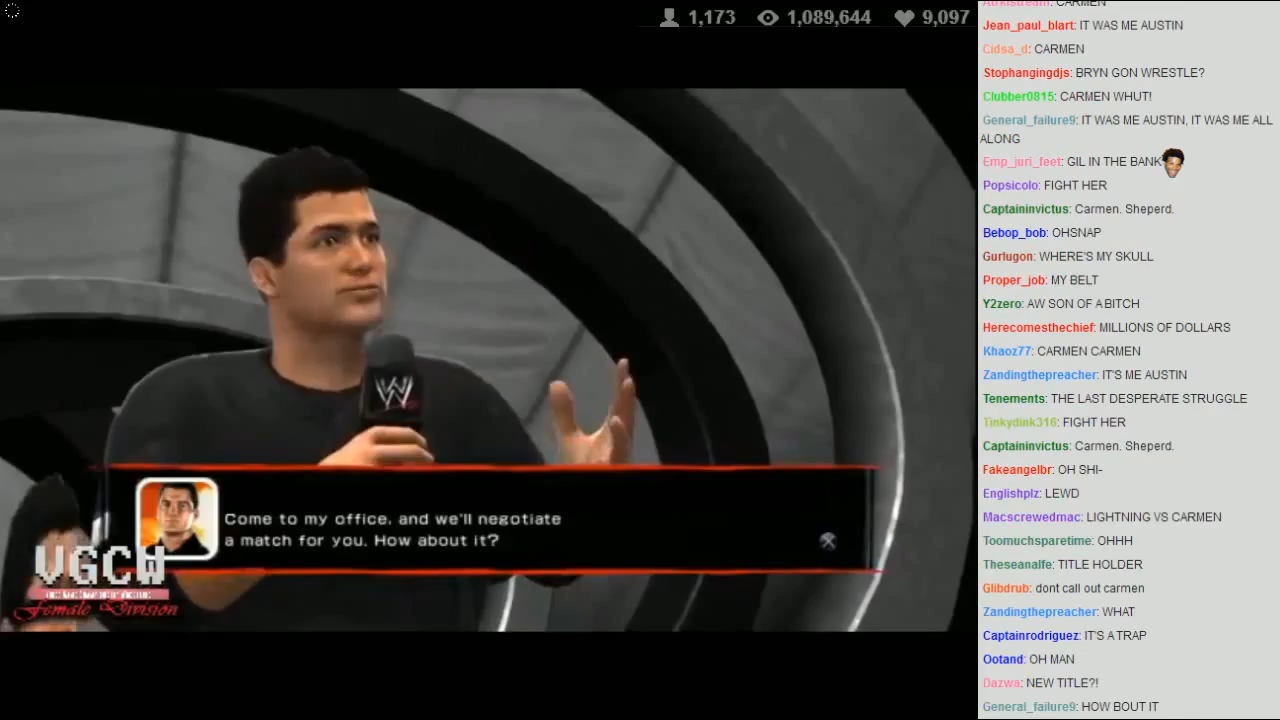 1,173 1,089,644 9,097
Come to my office, and we'll negotiate
a match for you. How about it?
W
VGCW
Female Division
CARMEN
Jean_paul_blart: IT WAS ME AUSTIN
Cidsa_d: CARMEN
Stophangingdjs: BRYN GON WRESTLE?
Clubber0815: CARMEN WHUT!
General_failure9: IT WAS ME AUSTIN, IT WAS ME ALL
ALONG
Emp_juri_feet: GIL IN THE BANK
Popsicolo: FIGHT HER
Captaininvictus: Carmen. Sheperd.
Bebop_bob: OHSNAP
Gurlugon: WHERE'S MY SKULL
Proper_job: MY BELT
Y2zero: AW SON OF A BITCH
Herecomesthechief: MILLIONS OF DOLLARS
Khaoz77: CARMEN CARMEN
Zandingthepreacher: IT'S ME AUSTIN
Tenements: THE LAST DESPERATE STRUGGLE
Tinkydink316: FIGHT HER
Captaininvictus: Carmen. Sheperd.
Fakeangelbr: OH SHI-
Englishplz: LEWD
Macscrewedmac: LIGHTNING VS CARMEN
Toomuchsparetime: OHHH
Theseanalfe: TITLE HOLDER
Glibdrub: dont call out carmen
Zandingthepreacher: WHAT
Captainrodriguez: IT'S A TRAP
Ootand: OH MAN
Dazwa: NEW TITLE?!
General_failure9: HOW BOUT IT